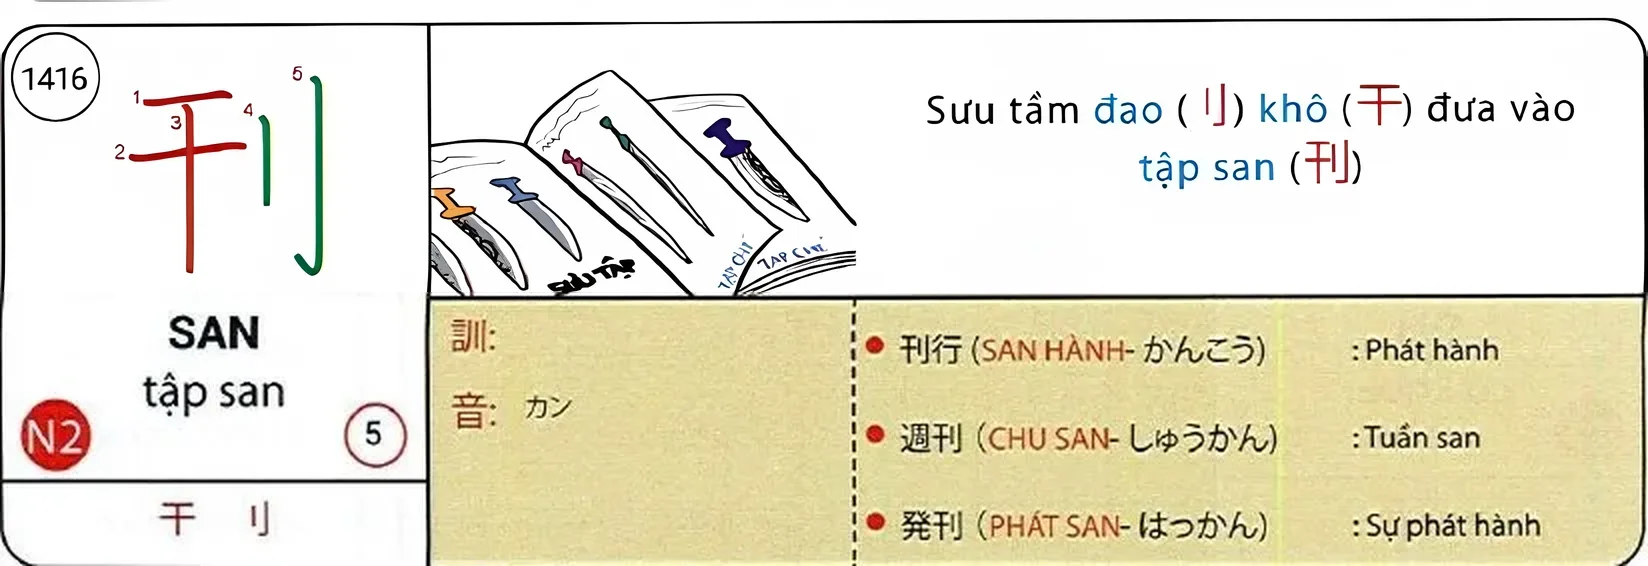 1416
1
2
3
4
5
SAN
tập san
N2
5
干 刂
SƯU TẬP
TẠP CHÍ
Sưu tầm đao (刂) khô (干) đưa vào
tập san (刊)
訓:
音: カン
● 刊行 (SAN HÀNH- かんこう) : Phát hành
● 週刊 (CHU SAN- しゅうかん) : Tuần san
● 発刊 (PHÁT SAN- はっかん) : Sự phát hành